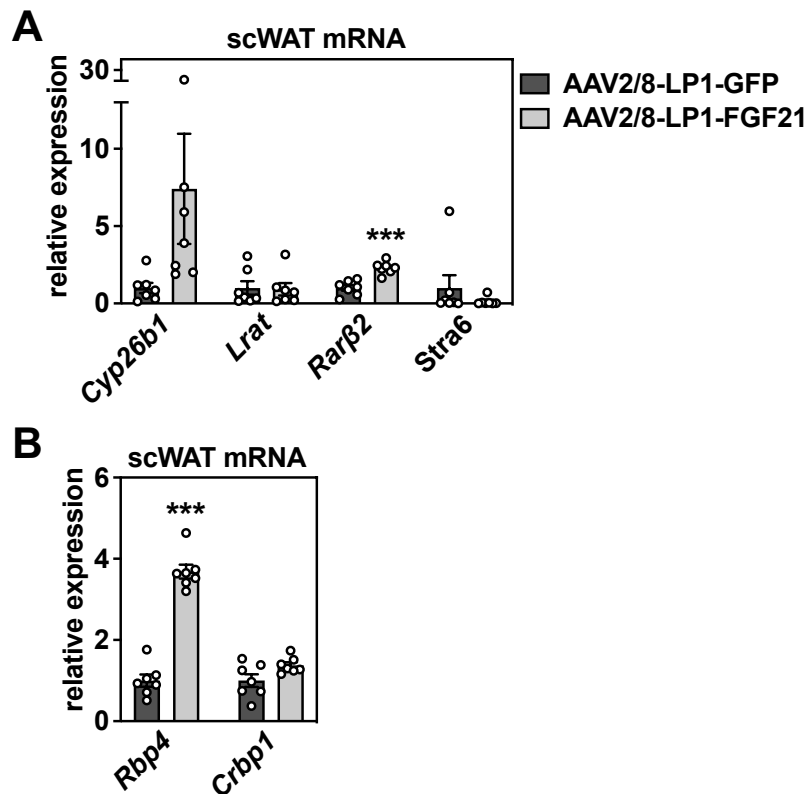 A
scWAT mRNA
relative expression
30
10
5
0
***
Cyp26b1
Lrat
Rarβ2
Stra6
AAV2/8-LP1-GFP
AAV2/8-LP1-FGF21
B
scWAT mRNA
relative expression
6
4
2
0
***
Rbp4
Crbp1